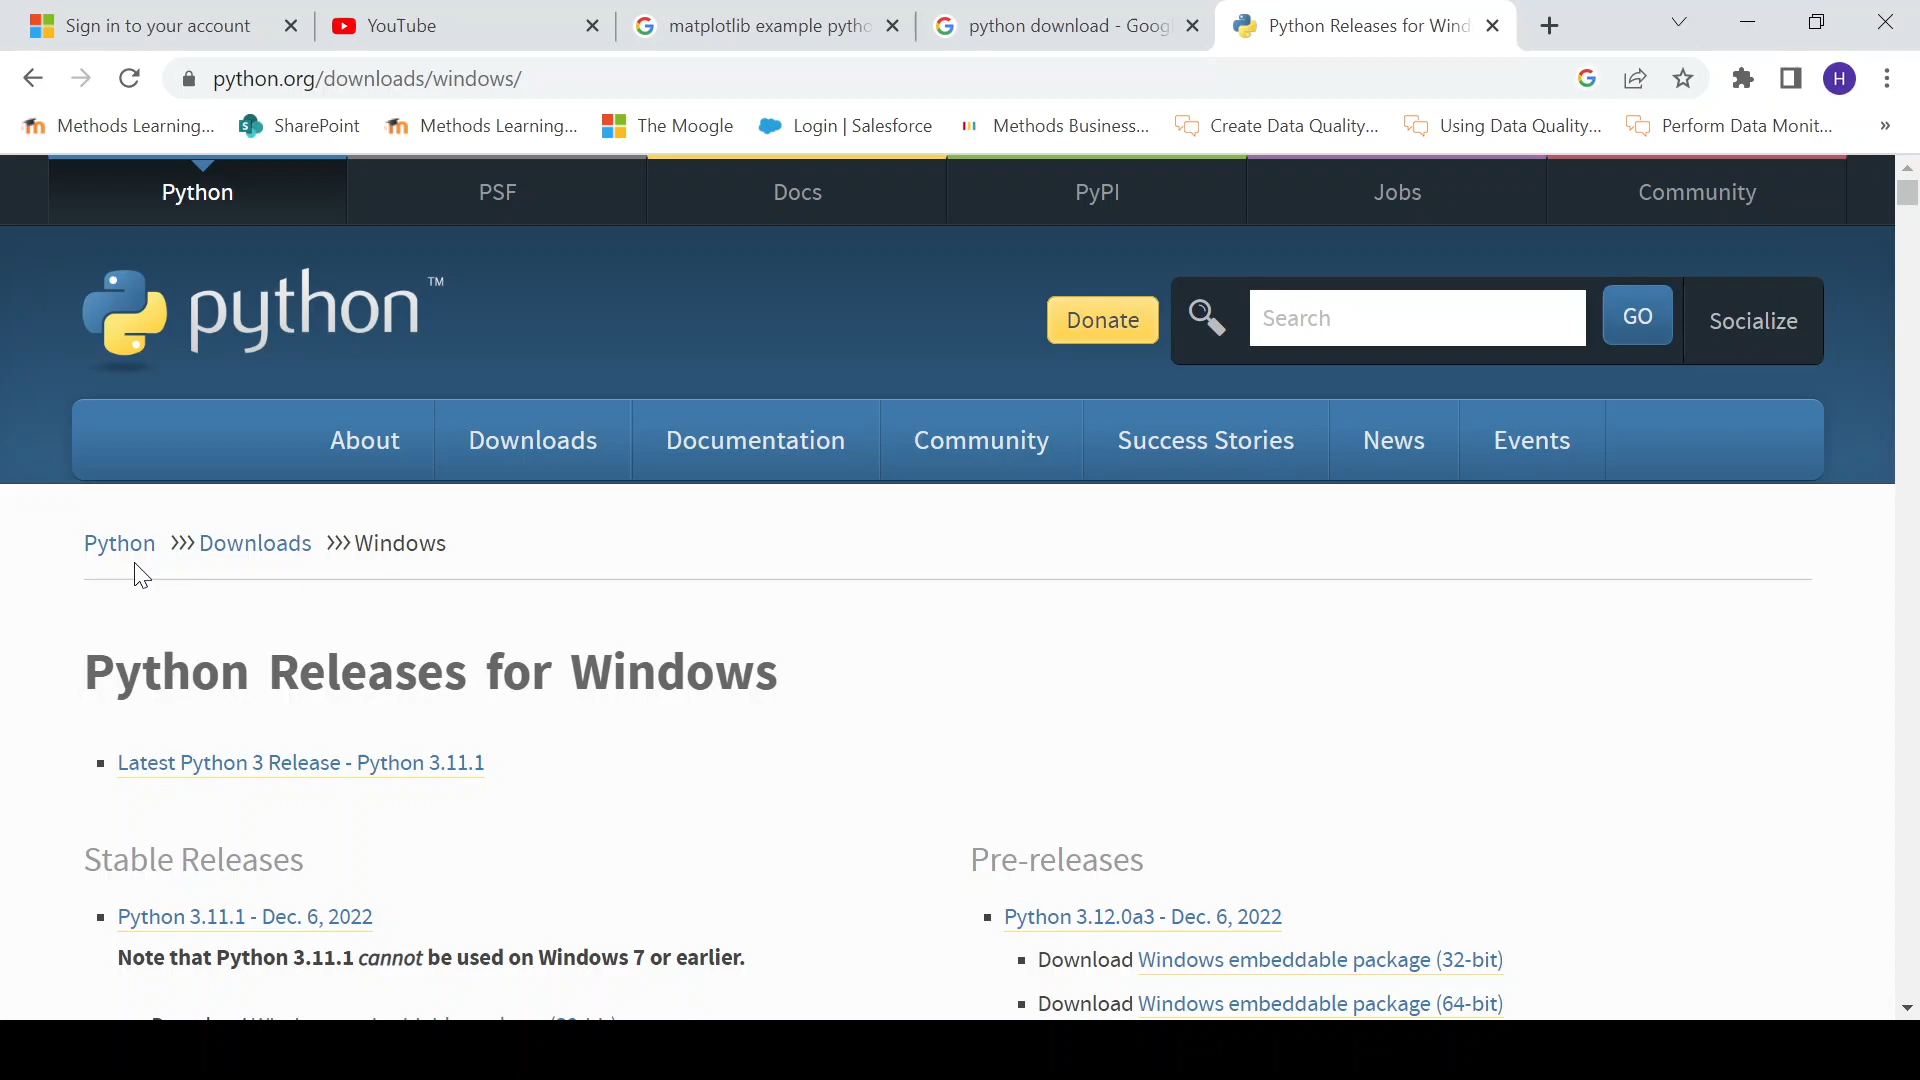 Sign in to your account
YouTube
matplotlib example pytho
python download - Goog
Python Releases for Wind
python.org/downloads/windows/
H
Methods Learning...
SharePoint
Methods Learning...
The Moogle
Login | Salesforce
Methods Business...
Create Data Quality...
Using Data Quality...
Perform Data Monit...
»
Python
PSF
Docs
PyPI
Jobs
Community
python™
Donate
Search
GO
Socialize
About
Downloads
Documentation
Community
Success Stories
News
Events
Python >>> Downloads >>> Windows
Python Releases for Windows
Latest Python 3 Release - Python 3.11.1
Stable Releases
Python 3.11.1 - Dec. 6, 2022
Note that Python 3.11.1 cannot be used on Windows 7 or earlier.
Pre-releases
Python 3.12.0a3 - Dec. 6, 2022
Download Windows embeddable package (32-bit)
Download Windows embeddable package (64-bit)